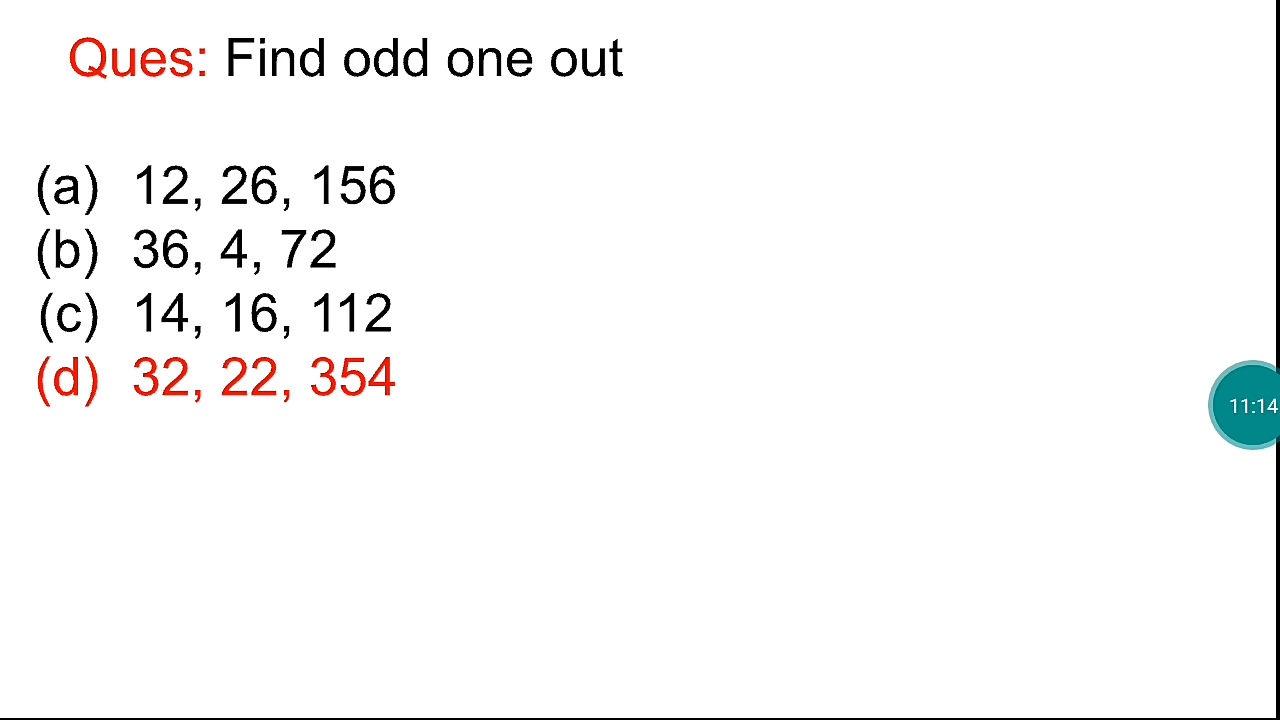 Ques: Find odd one out
(a) 12, 26, 156
(b) 36, 4, 72
(c) 14, 16, 112
(d) 32, 22, 354
11:14